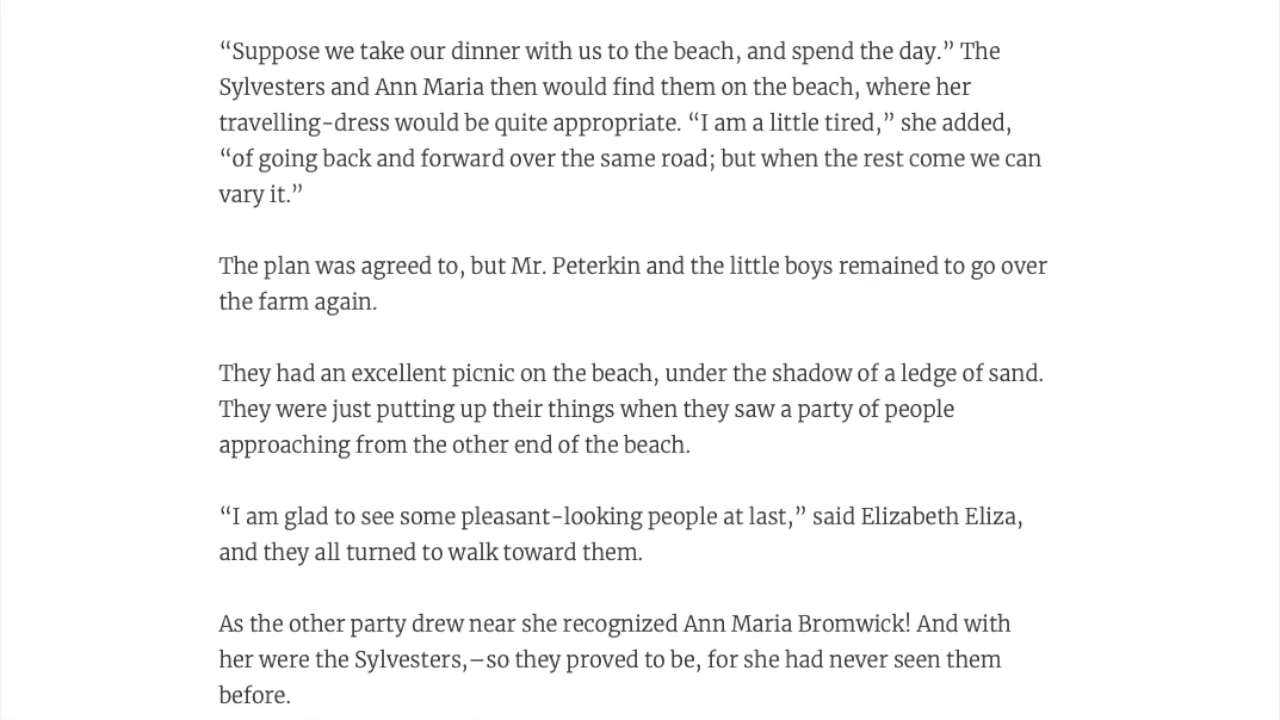 “Suppose we take our dinner with us to the beach, and spend the day.” The
Sylvesters and Ann Maria then would find them on the beach, where her
travelling-dress would be quite appropriate. “I am a little tired,” she added,
“of going back and forward over the same road; but when the rest come we can
vary it.”
The plan was agreed to, but Mr. Peterkin and the little boys remained to go over
the farm again.
They had an excellent picnic on the beach, under the shadow of a ledge of sand.
They were just putting up their things when they saw a party of people
approaching from the other end of the beach.
“I am glad to see some pleasant-looking people at last,” said Elizabeth Eliza,
and they all turned to walk toward them.
As the other party drew near she recognized Ann Maria Bromwick! And with
her were the Sylvesters,–so they proved to be, for she had never seen them
before.